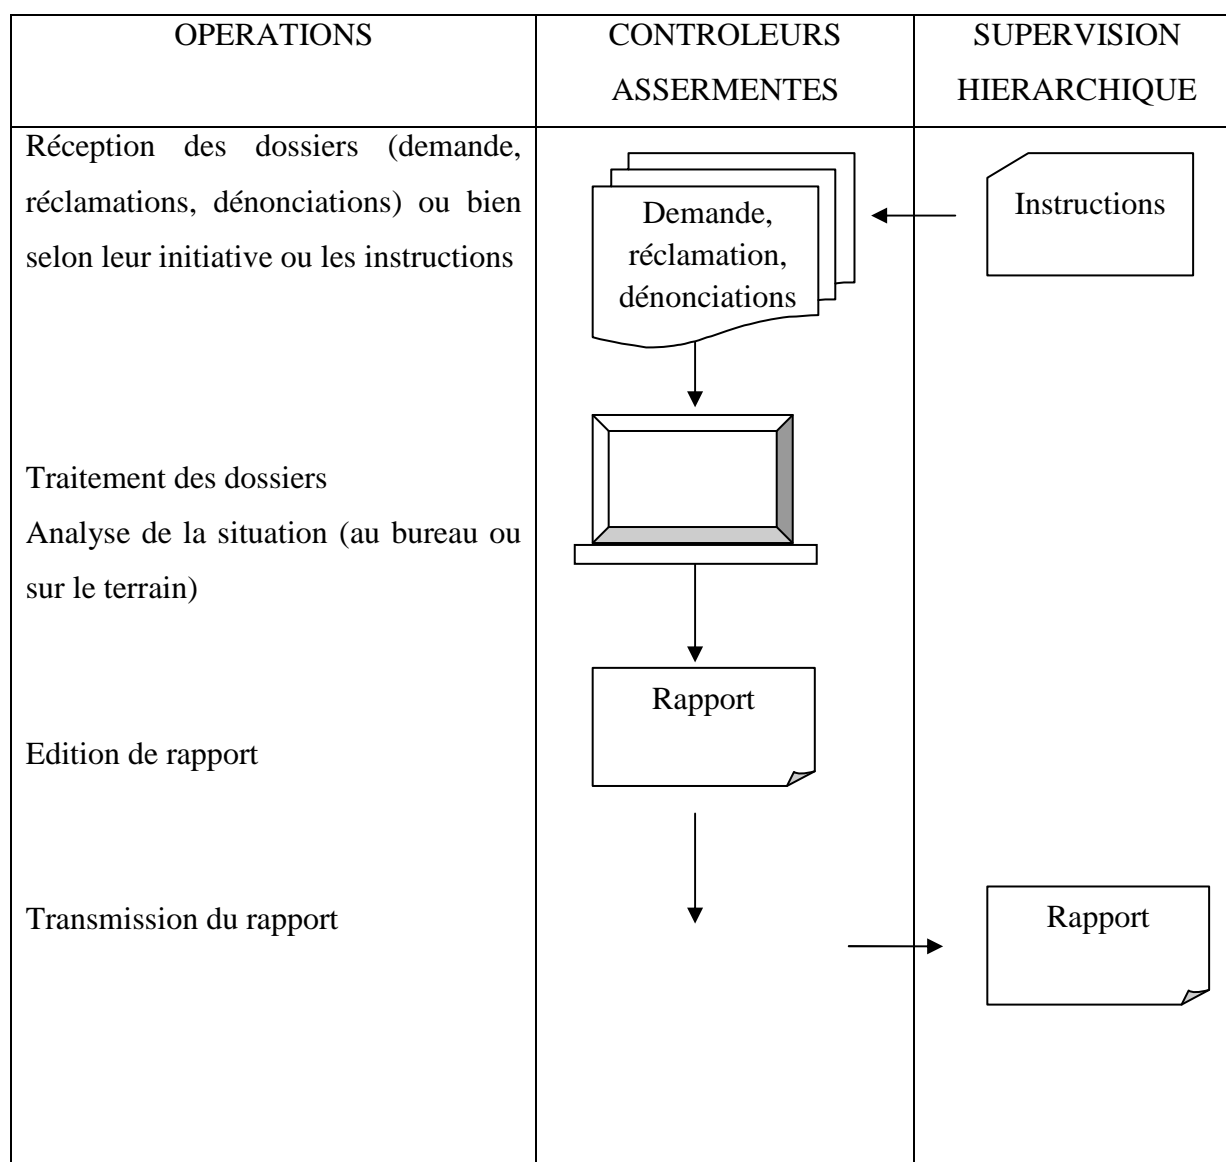 OPERATIONS
CONTROLEURS
ASSERMENTES
SUPERVISION
HIERARCHIQUE
Réception des dossiers (demande,
réclamations, dénonciations) ou bien
selon leur initiative ou les instructions
Demande,
réclamation,
dénonciations
Instructions
Traitement des dossiers
Analyse de la situation (au bureau ou
sur le terrain)
Rapport
Edition de rapport
Transmission du rapport
Rapport